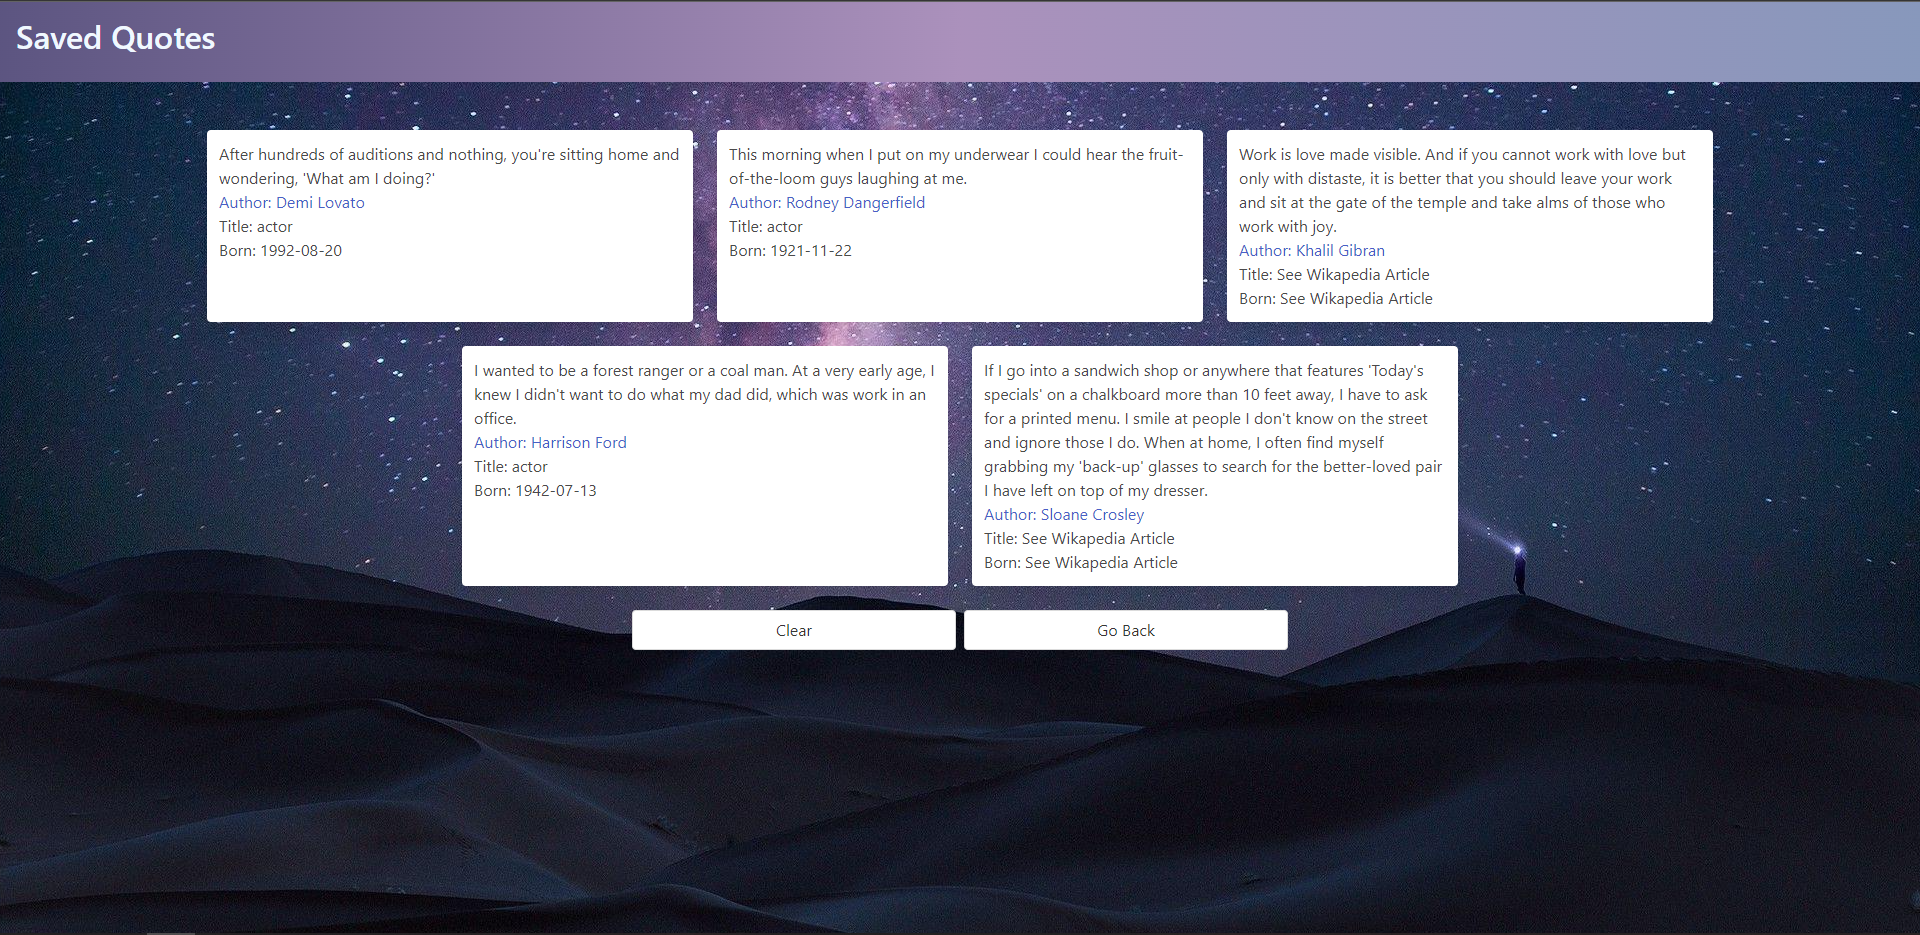 Saved Quotes
After hundreds of auditions and nothing, you're sitting home and
wondering, 'What am I doing?'
Author: Demi Lovato
Title: actor
Born: 1992-08-20
This morning when I put on my underwear I could hear the fruit-
of-the-loom guys laughing at me.
Author: Rodney Dangerfield
Title: actor
Born: 1921-11-22
Work is love made visible. And if you cannot work with love but
only with distaste, it is better that you should leave your work
and sit at the gate of the temple and take alms of those who
work with joy.
Author: Khalil Gibran
Title: See Wikapedia Article
Born: See Wikapedia Article
I wanted to be a forest ranger or a coal man. At a very early age, I
knew I didn't want to do what my dad did, which was work in an
office.
Author: Harrison Ford
Title: actor
Born: 1942-07-13
If I go into a sandwich shop or anywhere that features 'Today's
specials' on a chalkboard more than 10 feet away, I have to ask
for a printed menu. I smile at people I don't know on the street
and ignore those I do. When at home, I often find myself
grabbing my 'back-up' glasses to search for the better-loved pair
I have left on top of my dresser.
Author: Sloane Crosley
Title: See Wikapedia Article
Born: See Wikapedia Article
Clear
Go Back